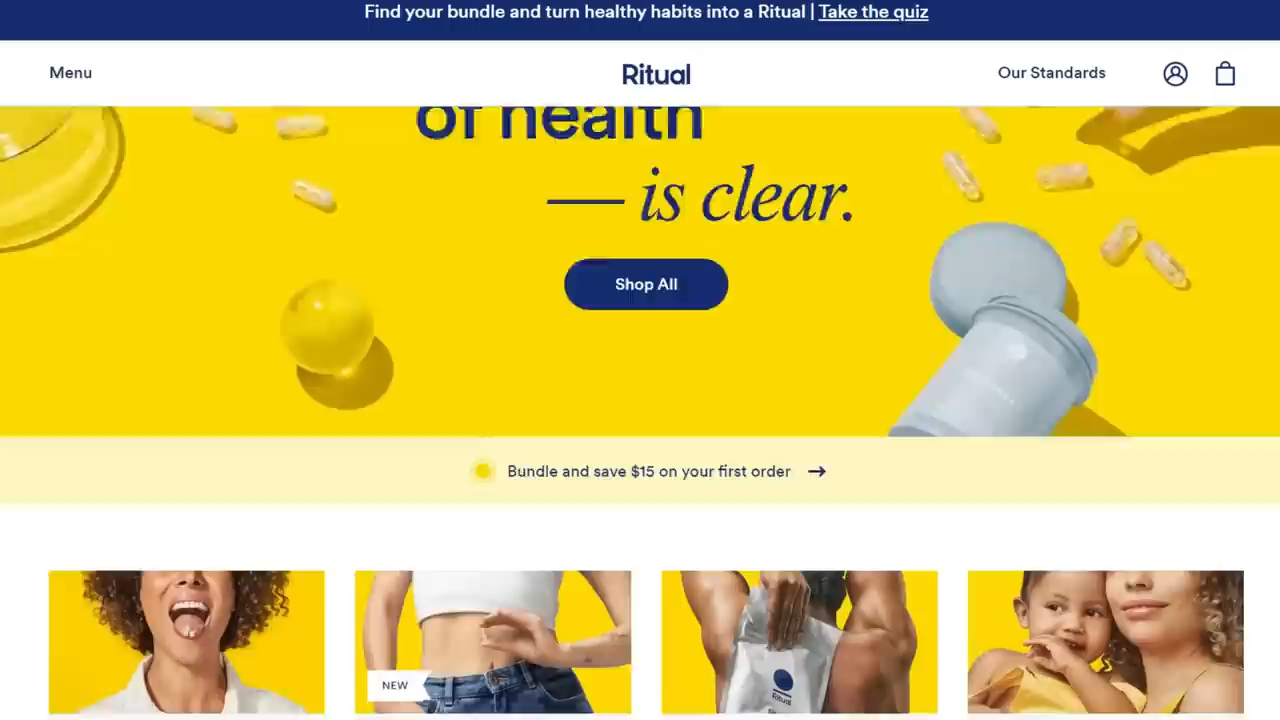 Find your bundle and turn healthy habits into a Ritual | Take the quiz
Menu
Ritual
Our Standards
of health
— is clear.
Shop All
Bundle and save $15 on your first order →
NEW
Ritual